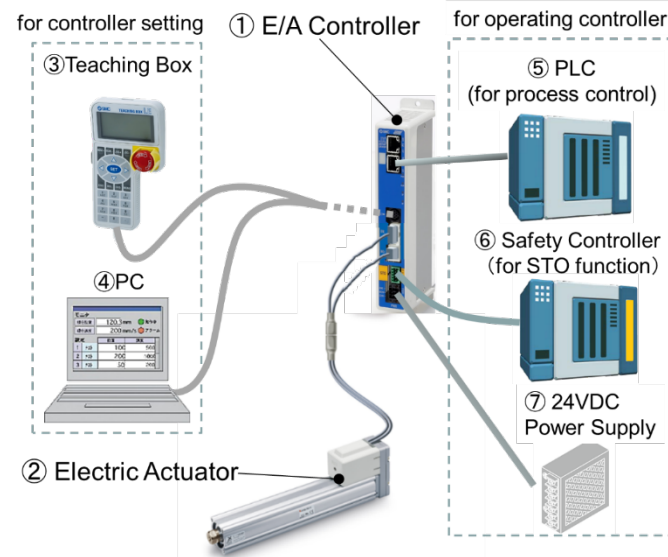 for controller setting
① E/A Controller
for operating controller
③Teaching Box
⑤ PLC
(for process control)
⑥ Safety Controller
(for STO function)
④PC
⑦ 24VDC
Power Supply
② Electric Actuator